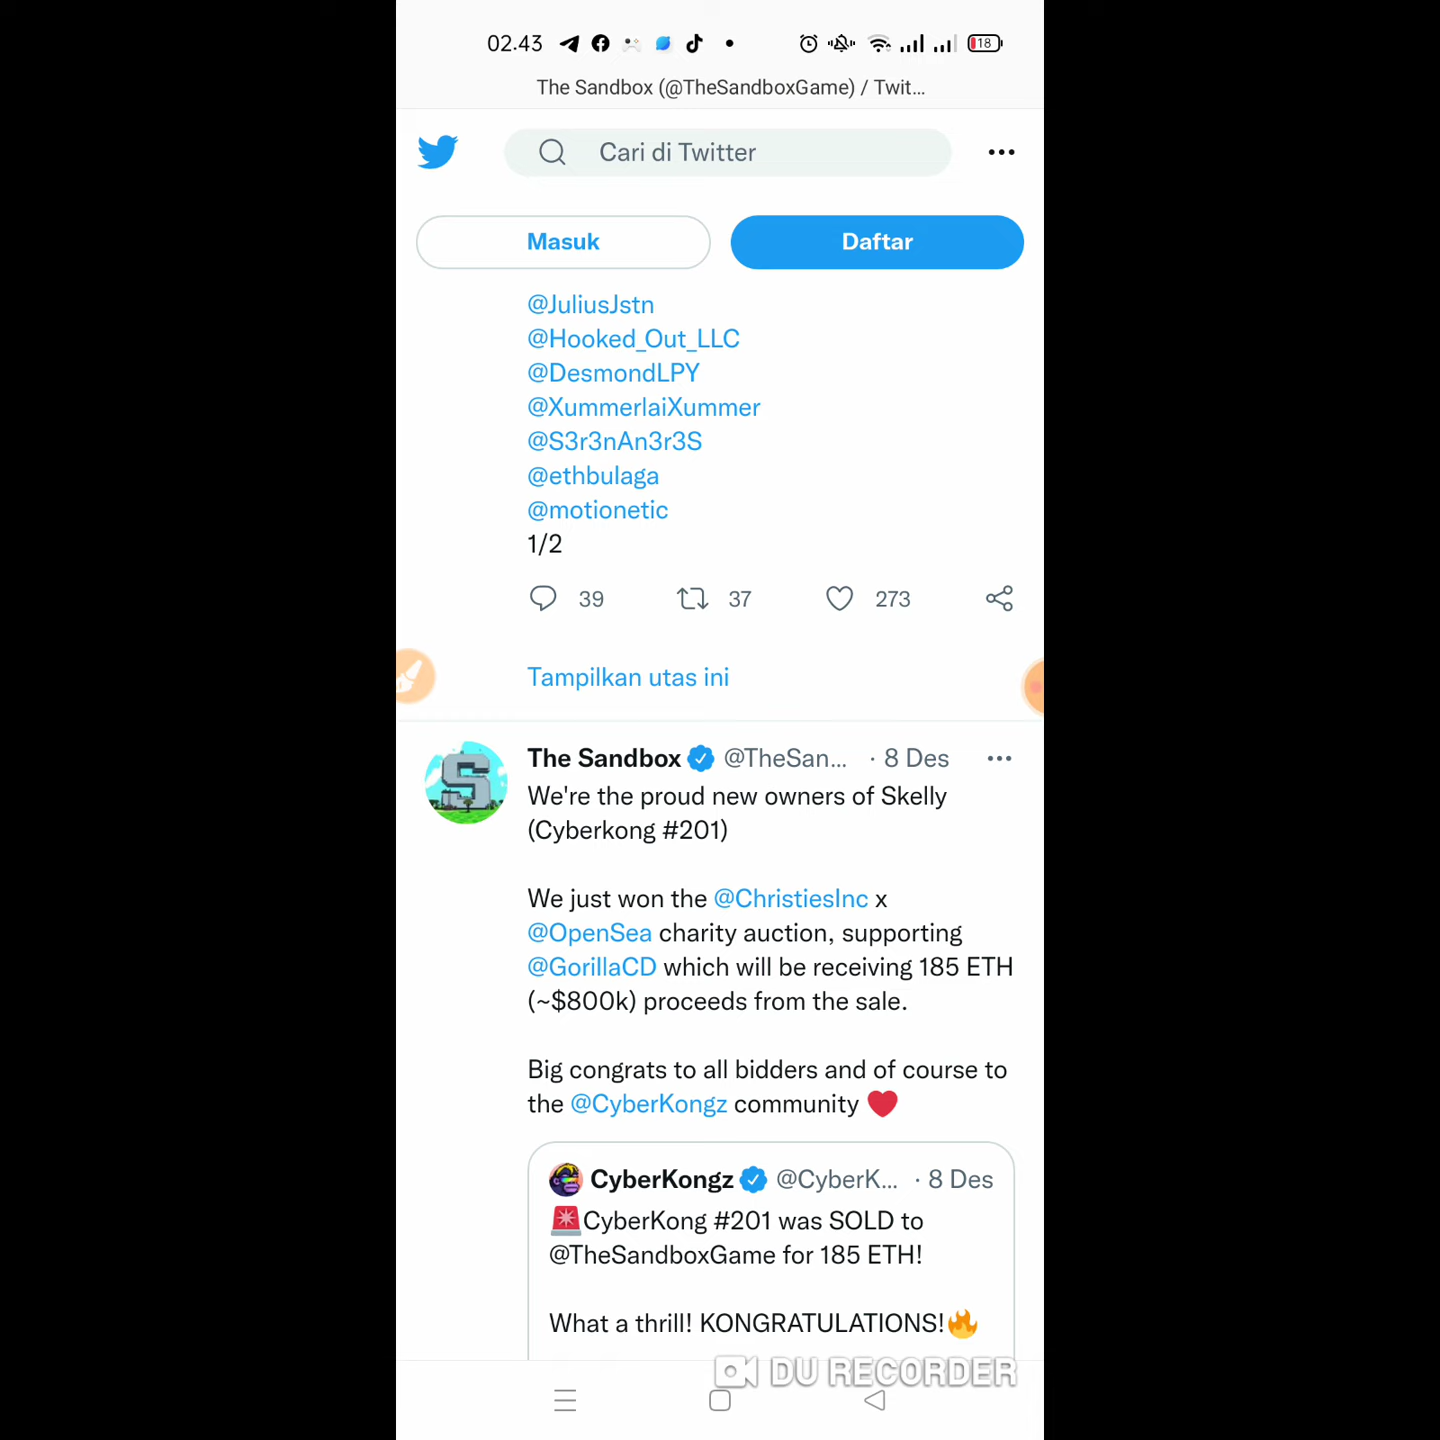 02.43
18
The Sandbox (@TheSandboxGame) / Twit...
Cari di Twitter
Masuk
Daftar
@JuliusJstn
@Hooked_Out_LLC
@DesmondLPY
@XummerlaiXummer
@S3r3nAn3r3S
@ethbulaga
@motionetic
1/2
39 37 273
Tampilkan utas ini
The Sandbox @TheSan... · 8 Des
We're the proud new owners of Skelly
(Cyberkong #201)
We just won the @ChristiesInc x
@OpenSea charity auction, supporting
@GorillaCD which will be receiving 185 ETH
(~$800k) proceeds from the sale.
Big congrats to all bidders and of course to
the @CyberKongz community ❤️
CyberKongz @CyberK... · 8 Des
🚨CyberKong #201 was SOLD to
@TheSandboxGame for 185 ETH!
What a thrill! KONGRATULATIONS!🔥
DU RECORDER